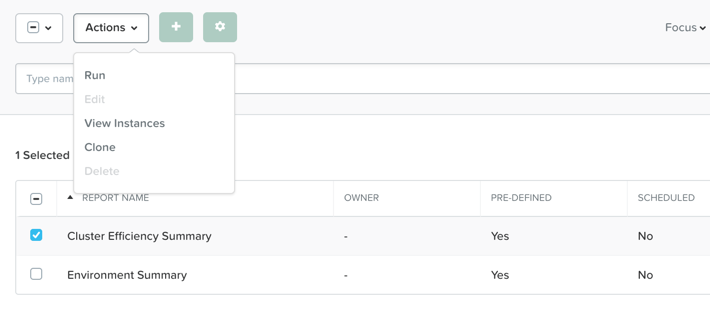 Actions
Focus
Type nam
Run
Edit
View Instances
Clone
Delete
1 Selected
REPORT NAME OWNER PRE-DEFINED SCHEDULED
Cluster Efficiency Summary - Yes No
Environment Summary - Yes No